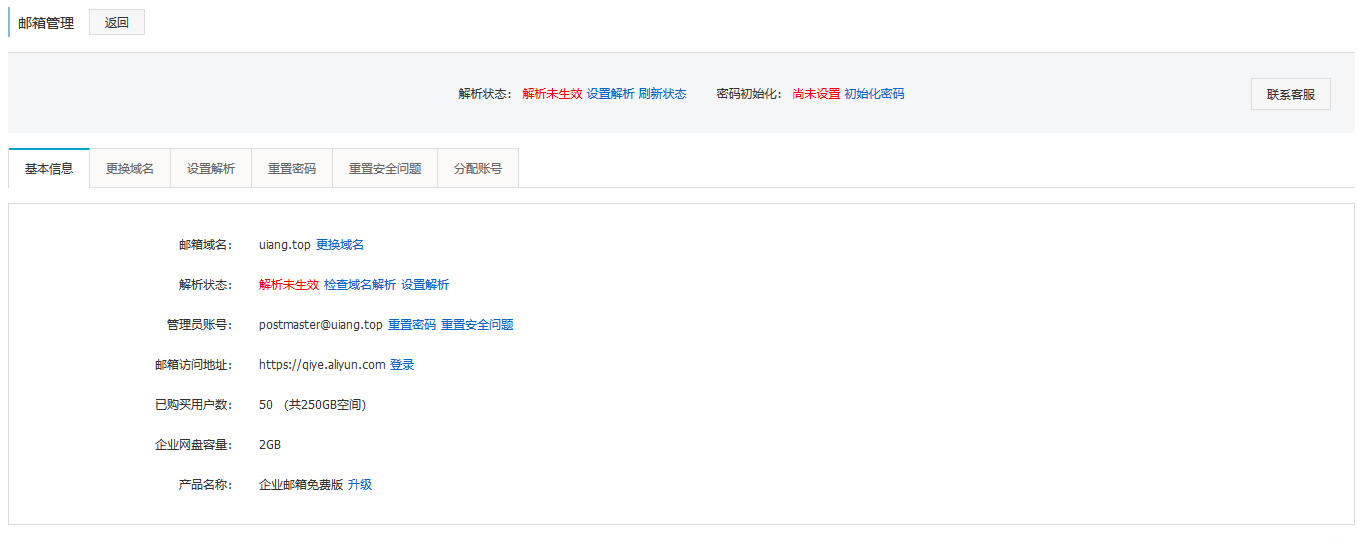 邮箱管理 返回
解析状态： 解析未生效 设置解析 刷新状态 密码初始化： 尚未设置 初始化密码 联系客服
基本信息 更换域名 设置解析 重置密码 重置安全问题 分配账号
邮箱域名： uiang.top 更换域名
解析状态： 解析未生效 检查域名解析 设置解析
管理员账号： postmaster@uiang.top 重置密码 重置安全问题
邮箱访问地址： https://qiye.aliyun.com 登录
已购买用户数： 50 （共250GB空间）
企业网盘容量： 2GB
产品名称： 企业邮箱免费版 升级